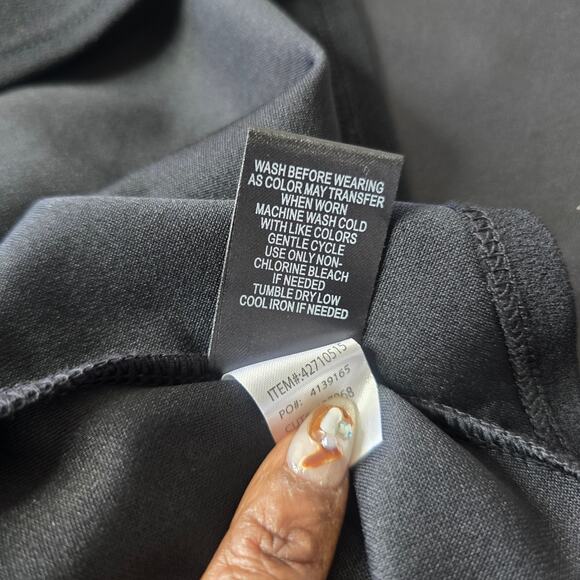 WASH BEFORE WEARING
AS COLOR MAY TRANSFER
WHEN WORN
MACHINE WASH COLD
WITH LIKE COLORS
GENTLE CYCLE
USE ONLY NON-
CHLORINE BLEACH
IF NEEDED
TUMBLE DRY LOW
COOL IRON IF NEEDED
ITEM#:42710515
PO#: 4139165